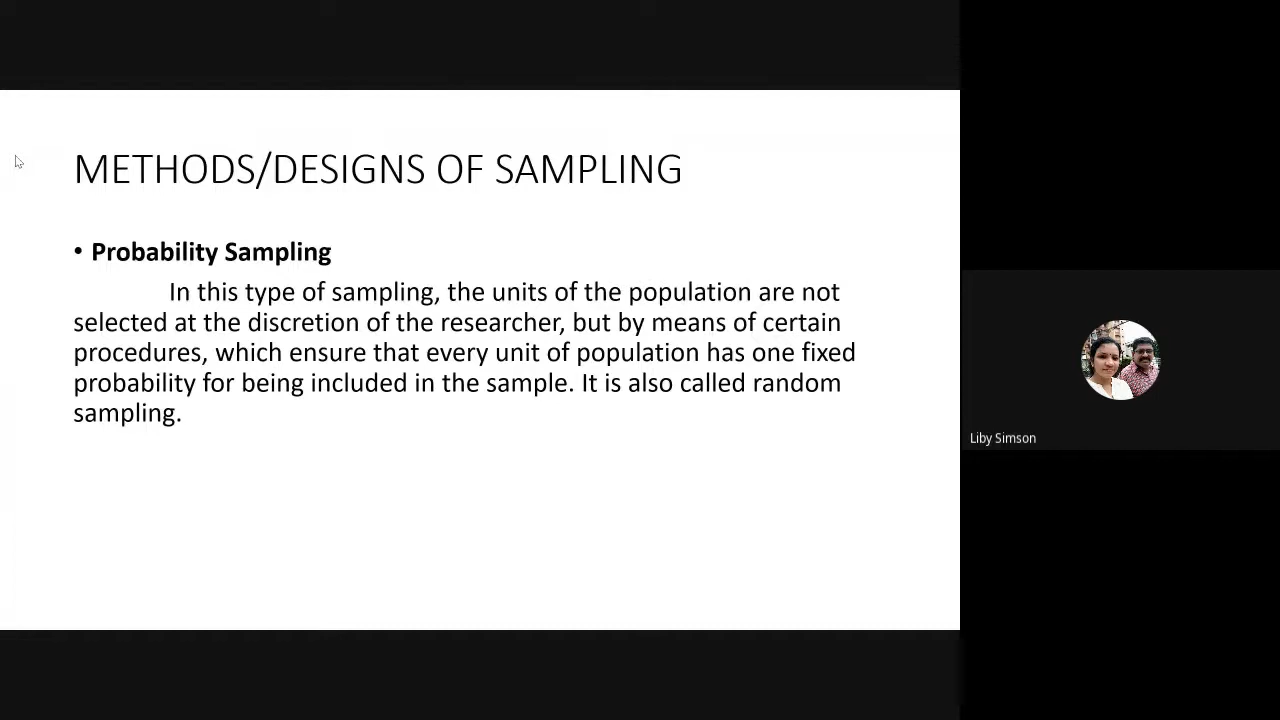 METHODS/DESIGNS OF SAMPLING
• Probability Sampling
In this type of sampling, the units of the population are not
selected at the discretion of the researcher, but by means of certain
procedures, which ensure that every unit of population has one fixed
probability for being included in the sample. It is also called random
sampling.
Liby Simson